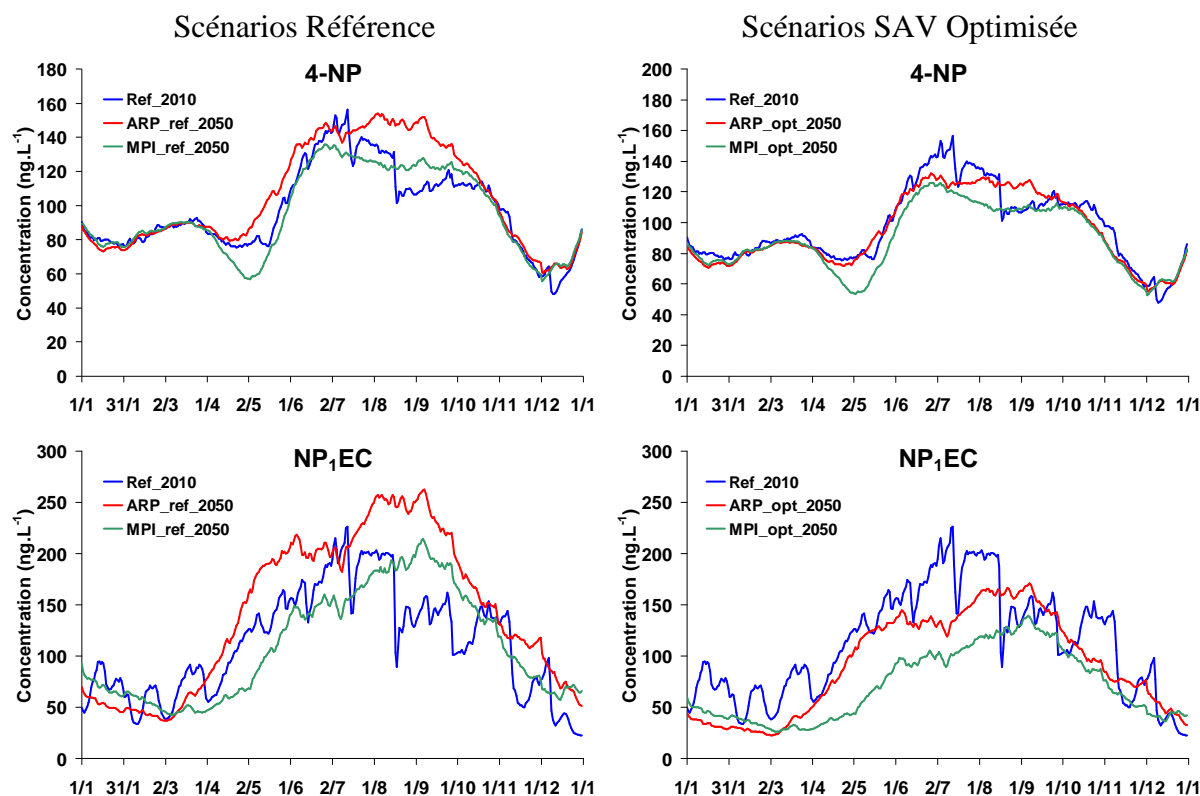 Scénarios Référence
Scénarios SAV Optimisée
4-NP
Concentration (ng.L-1)
180
160
140
120
100
80
60
40
20
0
Ref_2010
ARP_ref_2050
MPI_ref_2050
1/1 31/1 2/3 1/4 2/5 1/6 2/7 1/8 1/9 1/10 1/11 1/12 1/1
4-NP
Concentration (ng.L-1)
200
180
160
140
120
100
80
60
40
20
0
Ref_2010
ARP_opt_2050
MPI_opt_2050
1/1 31/1 2/3 1/4 2/5 1/6 2/7 1/8 1/9 1/10 1/11 1/12 1/1
NP1EC
Concentration (ng.L-1)
300
250
200
150
100
50
0
Ref_2010
ARP_ref_2050
MPI_ref_2050
1/1 31/1 2/3 1/4 2/5 1/6 2/7 1/8 1/9 1/10 1/11 1/12 1/1
NP1EC
Concentration (ng.L-1)
300
250
200
150
100
50
0
Ref_2010
ARP_opt_2050
MPI_opt_2050
1/1 31/1 2/3 1/4 2/5 1/6 2/7 1/8 1/9 1/10 1/11 1/12 1/1